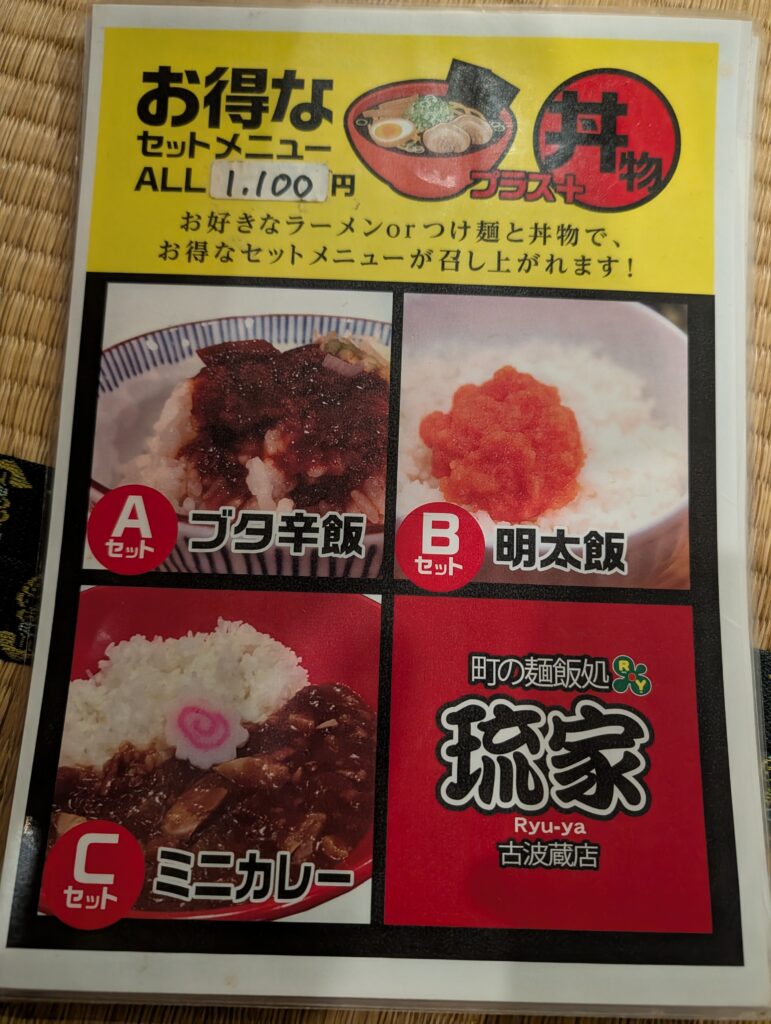 お得な
セットメニュー
ALL 1.100 円
プラス+
丼物
お好きなラーメンorつけ麺と丼物で、
お得なセットメニューが召し上がれます!
A
セット
ブタ辛飯
B
セット
明太飯
C
セット
ミニカレー
町の麺飯処
RY
琉家
Ryu-ya
古波蔵店